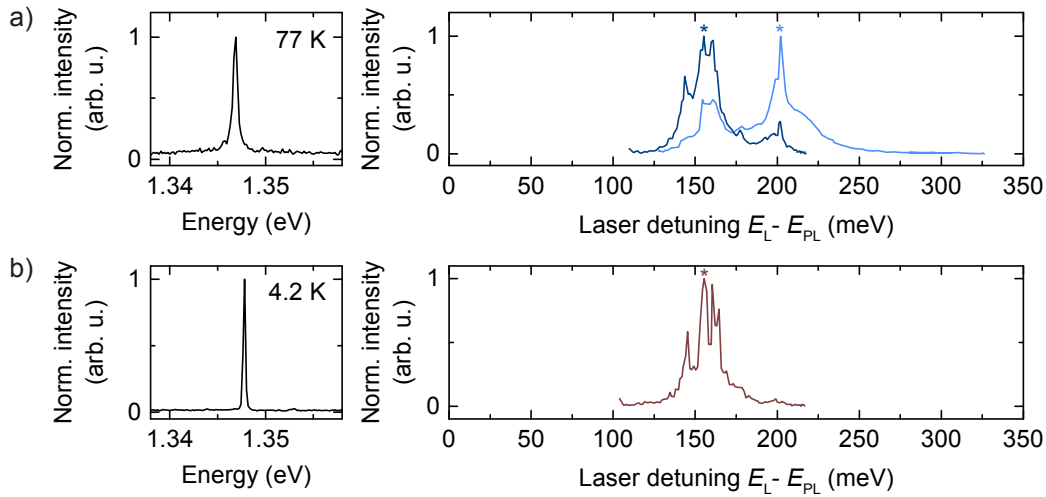 a)
Norm. intensity
(arb. u.)
1
0
77 K
1.34
1.35
Energy (eV)
Norm. intensity
(arb. u.)
1
0
*
*
0
50
100
150
200
250
300
350
Laser detuning E_L - E_PL (meV)
b)
Norm. intensity
(arb. u.)
1
0
4.2 K
1.34
1.35
Energy (eV)
Norm. intensity
(arb. u.)
1
0
*
0
50
100
150
200
250
300
350
Laser detuning E_L - E_PL (meV)